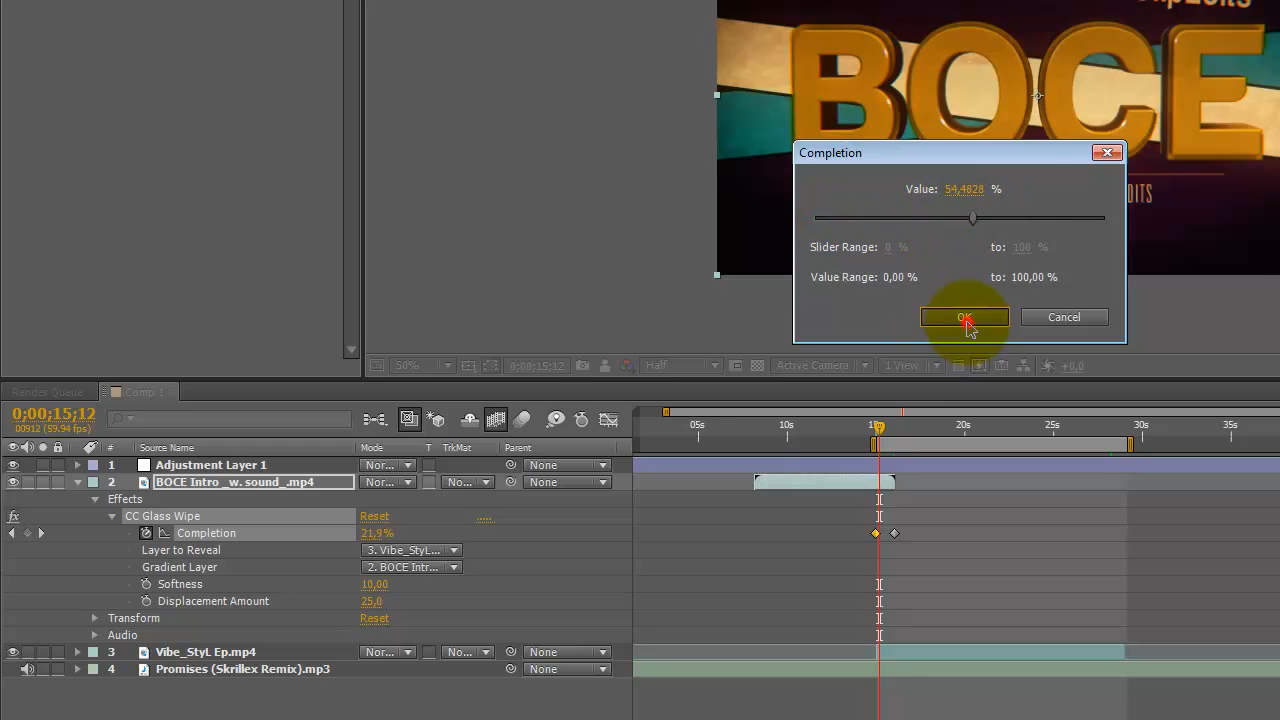 BOCE
Completion
Value: 54,4828 %
Slider Range: 0 % to: 100 %
Value Range: 0,00 % to: 100,00 %
OK Cancel
DITS
50% 0;00;15;12 Half Active Camera 1 View +0,0
Render Queue Comp 1
0;00;15;12
00912 (59.94 fps)
# Source Name Mode T TrkMat Parent
05s 10s 20s 25s 30s 35s
1 Adjustment Layer 1 Nor... None
2 BOCE Intro _w. sound_.mp4 Nor... No... None
Effects
fx CC Glass Wipe Reset .....
Completion 21,9%
Layer to Reveal 3. Vibe_StyL...
Gradient Layer 2. BOCE Intr...
Softness 10,00
Displacement Amount 25,0
Transform Reset
Audio
3 Vibe_StyL Ep.mp4 Nor... No... None
4 Promises (Skrillex Remix).mp3 None